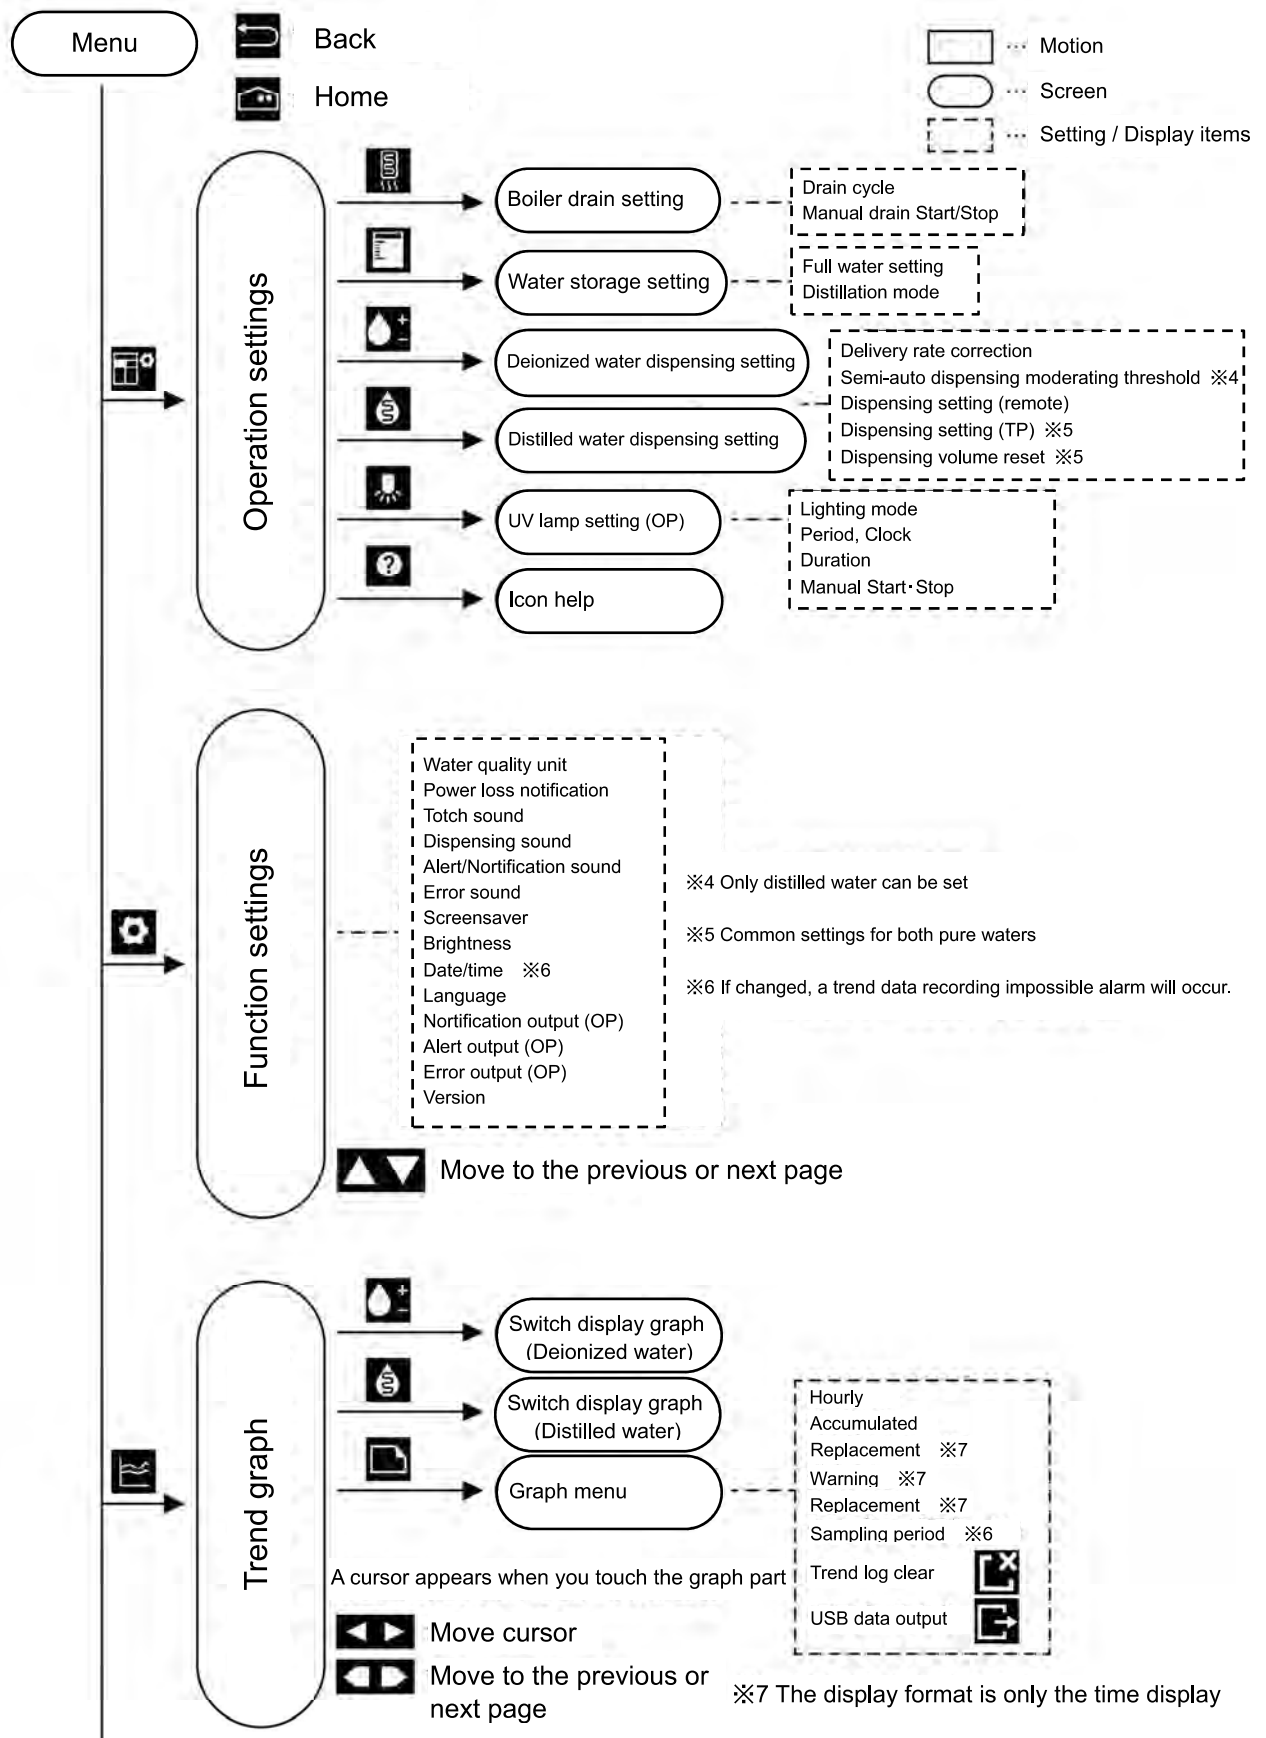 Menu
Back
Home
··· Motion
··· Screen
··· Setting / Display items
Operation settings
Boiler drain setting
Drain cycle
Manual drain Start/Stop
Water storage setting
Full water setting
Distillation mode
Deionized water dispensing setting
Distilled water dispensing setting
Delivery rate correction
Semi-auto dispensing moderating threshold ※4
Dispensing setting (remote)
Dispensing setting (TP) ※5
Dispensing volume reset ※5
UV lamp setting (OP)
Lighting mode
Period, Clock
Duration
Manual Start・Stop
Icon help
Function settings
Water quality unit
Power loss notification
Totch sound
Dispensing sound
Alert/Nortification sound
Error sound
Screensaver
Brightness
Date/time ※6
Language
Nortification output (OP)
Alert output (OP)
Error output (OP)
Version
※4 Only distilled water can be set
※5 Common settings for both pure waters
※6 If changed, a trend data recording impossible alarm will occur.
Move to the previous or next page
Trend graph
Switch display graph
(Deionized water)
Switch display graph
(Distilled water)
Graph menu
Hourly
Accumulated
Replacement ※7
Warning ※7
Replacement ※7
Sampling period ※6
Trend log clear
USB data output
A cursor appears when you touch the graph part
Move cursor
Move to the previous or
next page
※7 The display format is only the time display